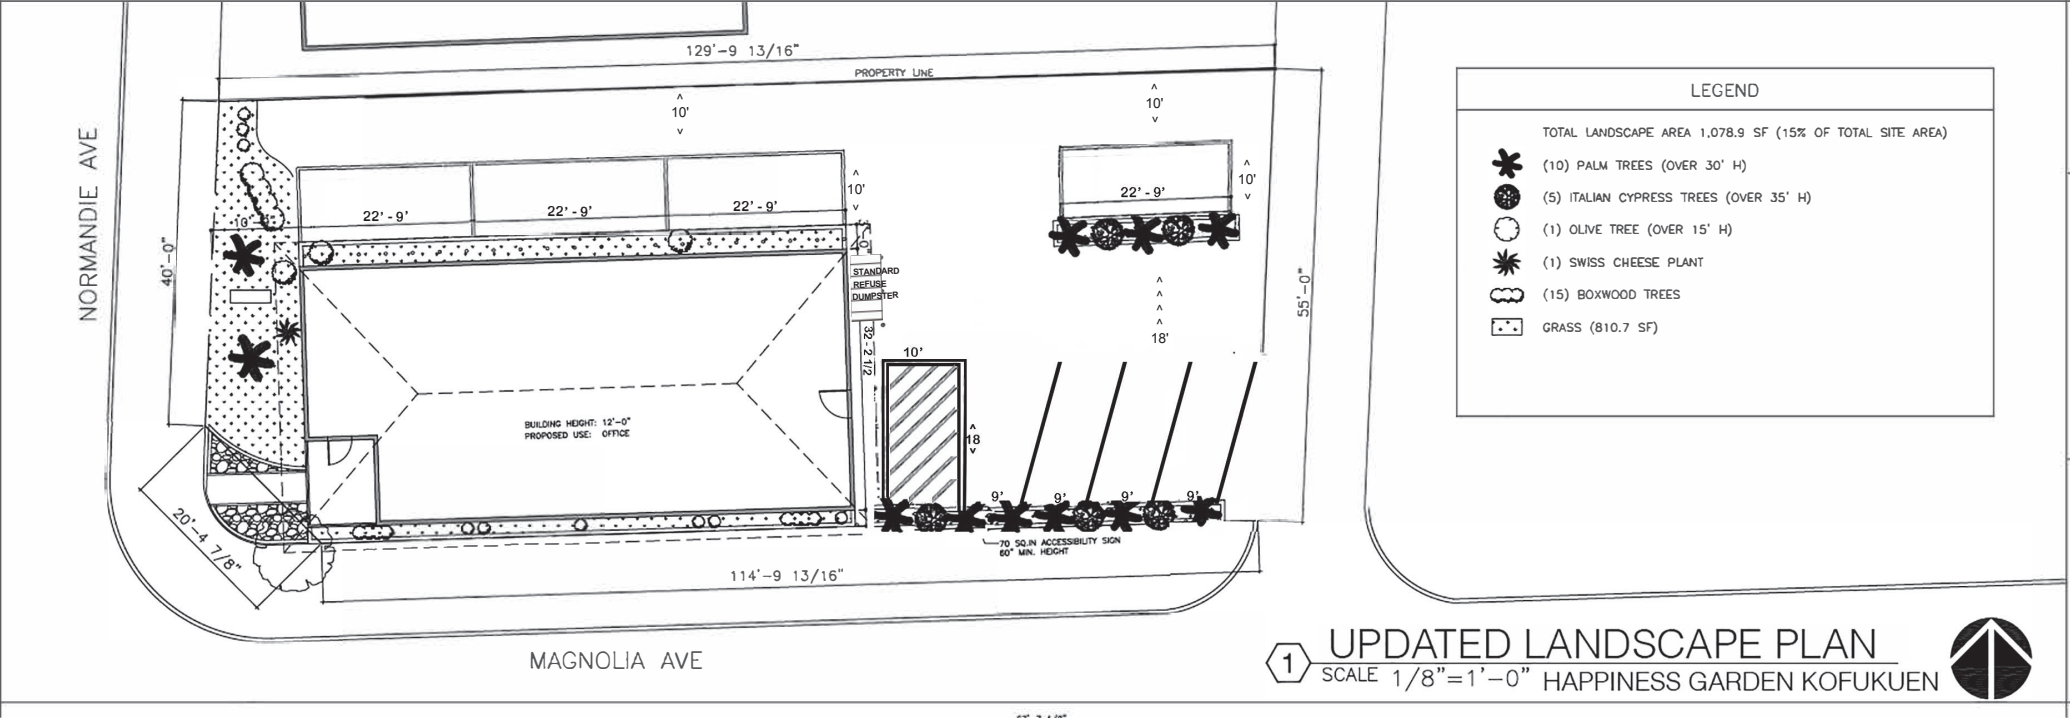 129'-9 13/16"
PROPERTY LINE
10'
10'
10'
10'
22'-9'
22'-9'
22'-9'
22'-9'
NORMANDIE AVE
40'-0"
STANDARD
REFUSE
DUMPSTER
32-2 1/2
55'-0"
18'
10'
18
BUILDING HEIGHT: 12'-0"
PROPOSED USE: OFFICE
9'
9'
9'
9'
20'-4 7/8"
70 SQ.IN ACCESSIBILITY SIGN
60" MIN. HEIGHT
114'-9 13/16"
MAGNOLIA AVE
LEGEND
TOTAL LANDSCAPE AREA 1,078.9 SF (15% OF TOTAL SITE AREA)
(10) PALM TREES (OVER 30' H)
(5) ITALIAN CYPRESS TREES (OVER 35' H)
(1) OLIVE TREE (OVER 15' H)
(1) SWISS CHEESE PLANT
(15) BOXWOOD TREES
GRASS (810.7 SF)
1
UPDATED LANDSCAPE PLAN
SCALE 1/8"=1'-0" HAPPINESS GARDEN KOFUKUEN